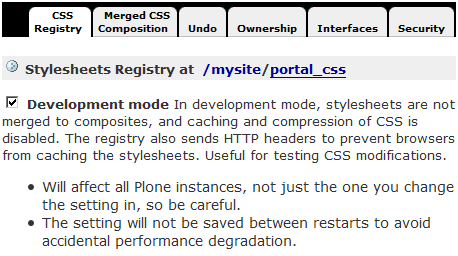 CSS Registry
Merged CSS Composition
Undo
Ownership
Interfaces
Security
Stylesheets Registry at /mysite/portal_css
Development mode In development mode, stylesheets are not
merged to composites, and caching and compression of CSS is
disabled. The registry also sends HTTP headers to prevent browsers
from caching the stylesheets. Useful for testing CSS modifications.
• Will affect all Plone instances, not just the one you change
the setting in, so be careful.
• The setting will not be saved between restarts to avoid
accidental performance degradation.